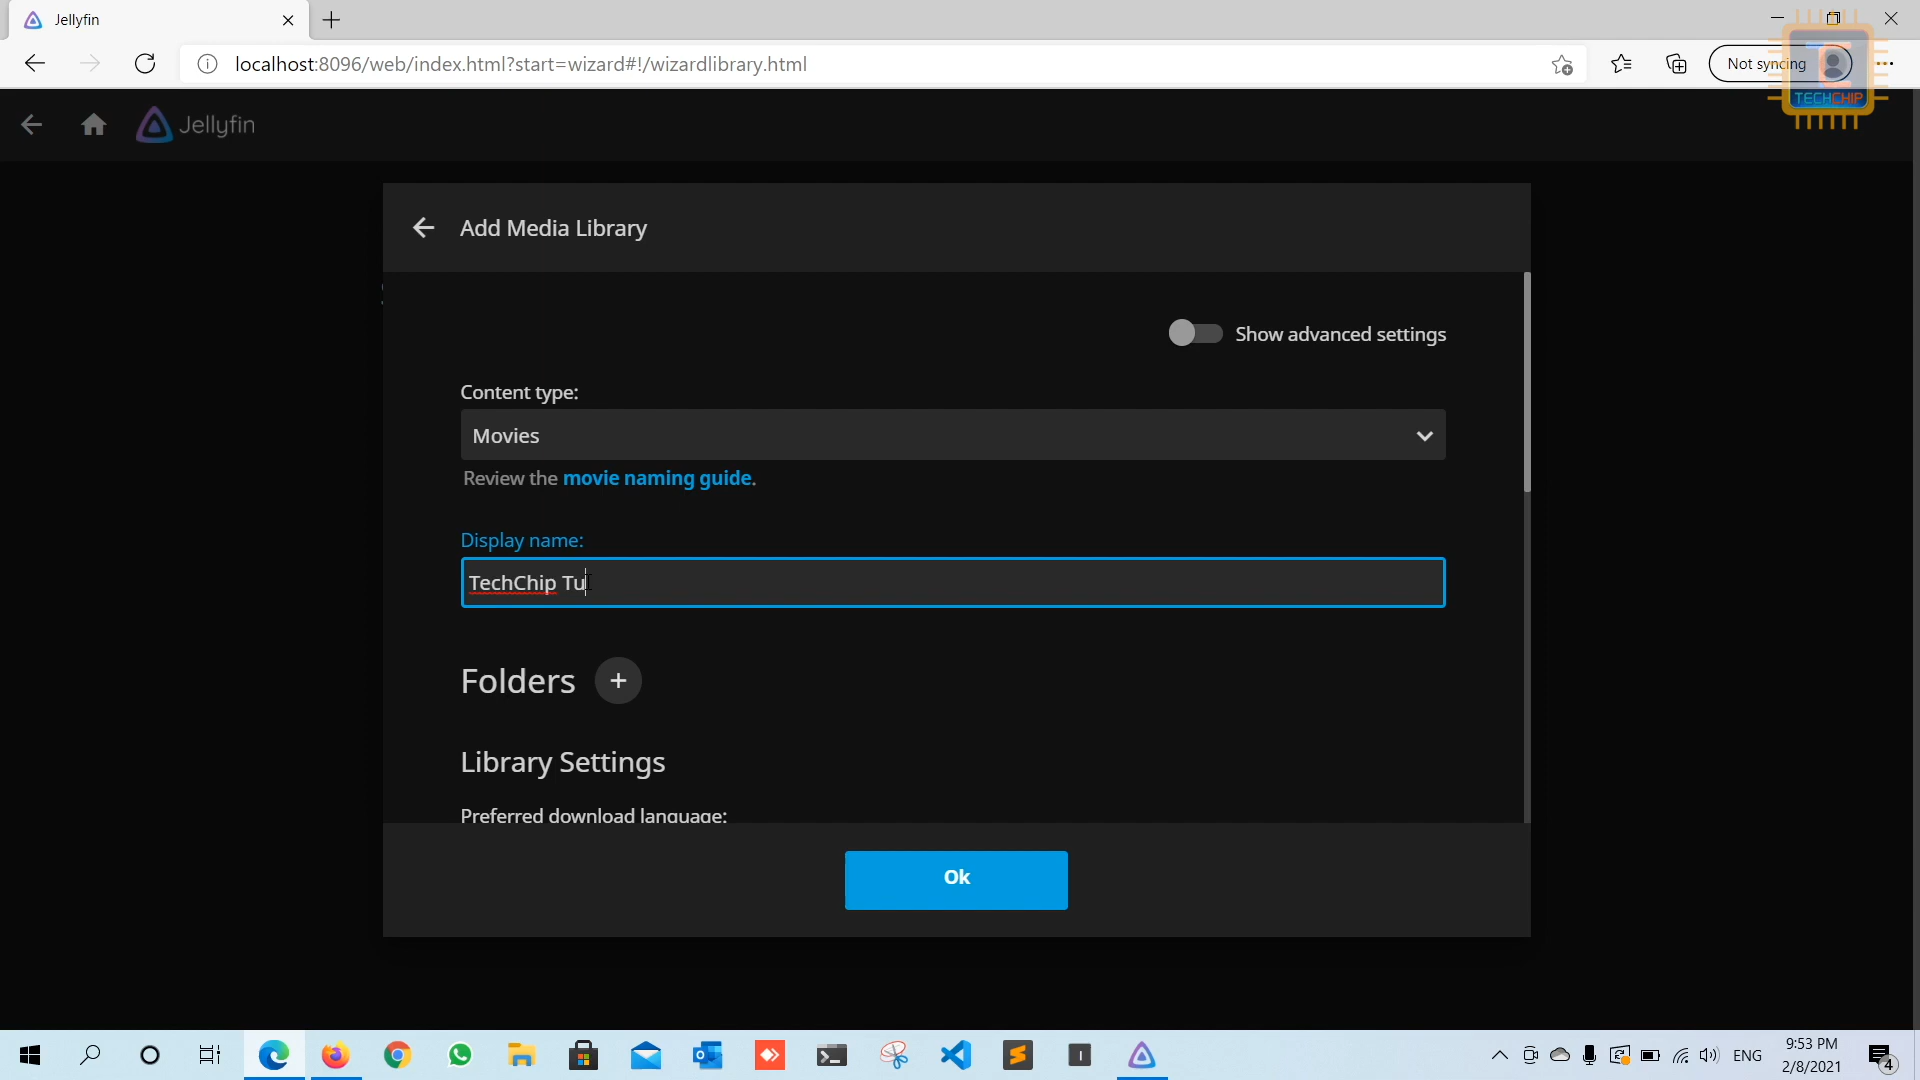 Jellyfin
localhost:8096/web/index.html?start=wizard#!/wizardlibrary.html
Not syncing
TECHCHIP
Jellyfin
Add Media Library
Show advanced settings
Content type:
Movies
Review the movie naming guide.
Display name:
TechChip Tu
Folders
Library Settings
Preferred download language:
Ok
ENG
9:53 PM
2/8/2021
4